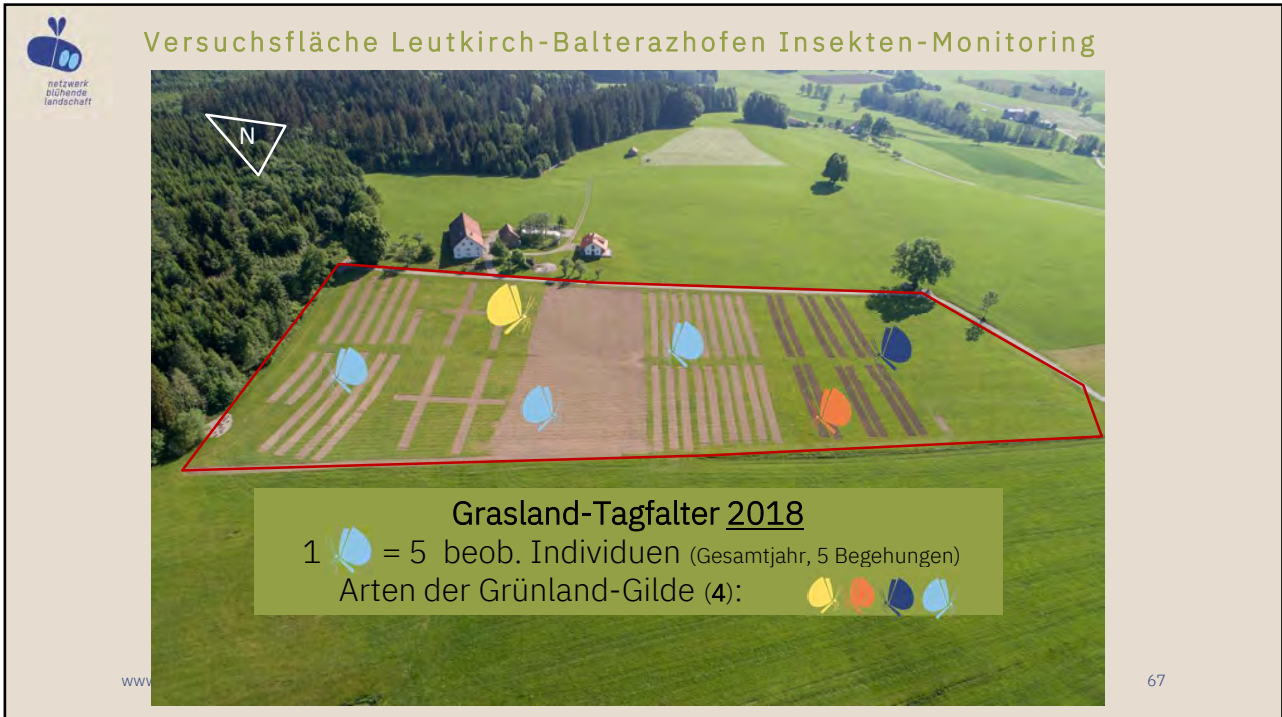 netzwerk
blühende
landschaft
Versuchsfläche Leutkirch-Balterazhofen Insekten-Monitoring
N
Grasland-Tagfalter 2018
1 = 5 beob. Individuen (Gesamtjahr, 5 Begehungen)
Arten der Grünland-Gilde (4):
www
67